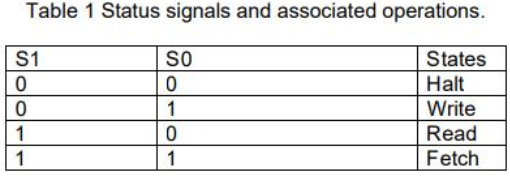 Table 1 Status signals and associated operations.
S1 S0 States
0 0 Halt
0 1 Write
1 0 Read
1 1 Fetch